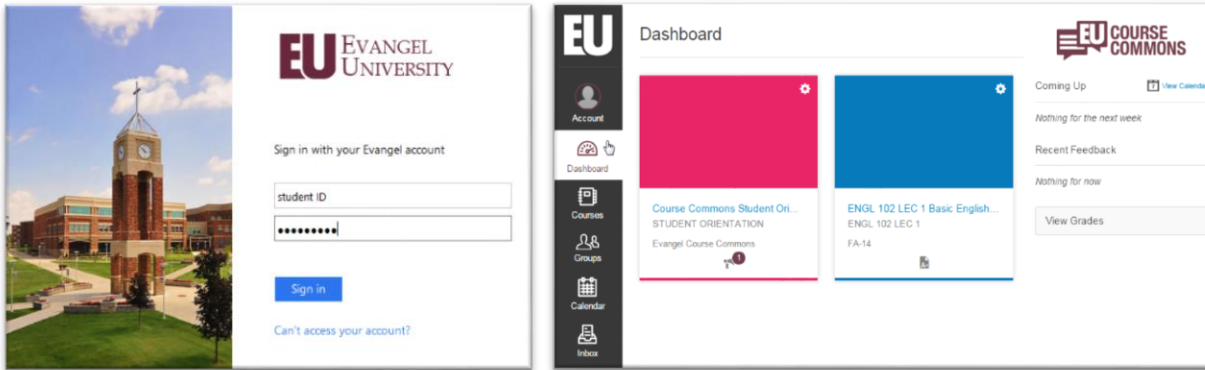 EU EVANGEL
UNIVERSITY
Sign in with your Evangel account
student ID
•••••••••
Sign in
Can't access your account?
EU
Account
Dashboard
Courses
Groups
Calendar
Inbox
Dashboard
Course Commons Student Ori...
STUDENT ORIENTATION
Evangel Course Commons
1
ENGL 102 LEC 1 Basic English...
ENGL 102 LEC 1
FA-14
EU COURSE
COMMONS
Coming Up
View Calendar
Nothing for the next week
Recent Feedback
Nothing for now
View Grades